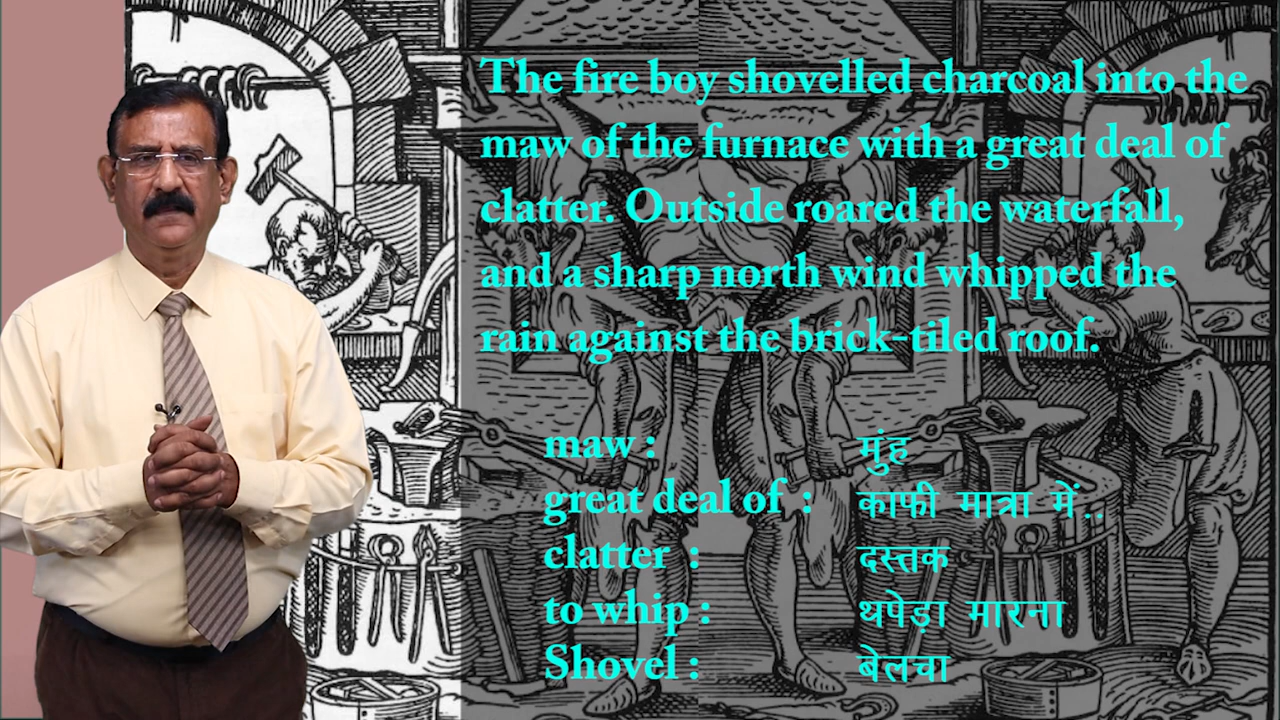 The fire boy shovelled charcoal into the
maw of the furnace with a great deal of
clatter. Outside roared the waterfall,
and a sharp north wind whipped the
rain against the brick-tiled roof.
maw : मुंह
great deal of : काफी मात्रा में..
clatter : दस्तक
to whip : थपेड़ा मारना
Shovel : बेलचा